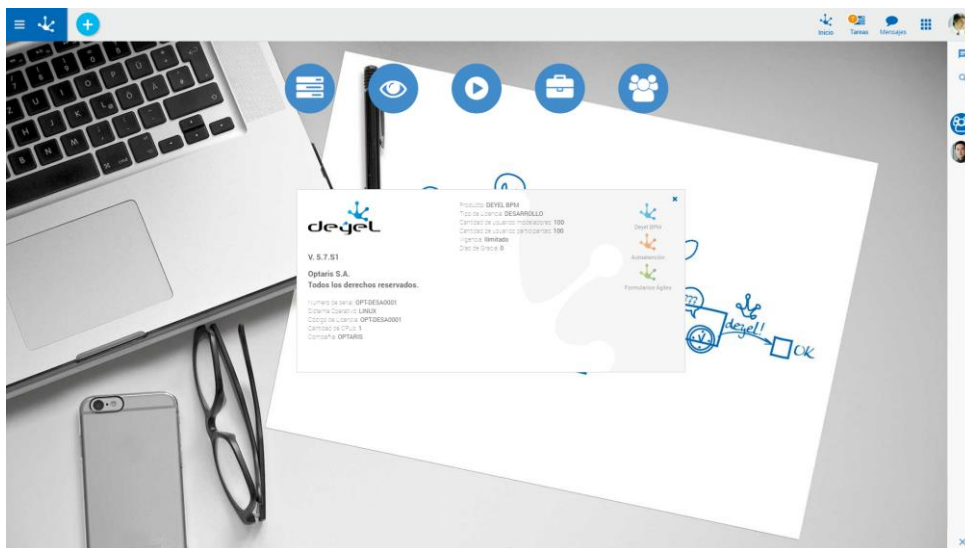 Inicio
Tareas
Mensajes
deyel
V. 5.7.S1
Optaris S.A.
Todos los derechos reservados.
Numero de serie: OPT-DESA0001
Sistema Operativo: LINUX
Código de Licencia: OPT-DESA0001
Cantidad de CPUs: 1
Compañía: OPTARIS
Producto: DEYEL BPM
Tipo de Licencia: DESARROLLO
Cantidad de usuarios modeladores: 100
Cantidad de usuarios participantes: 100
Vigencia: Ilimitado
Días de Gracia: 0
Deyel BPM
Autoatención
Formularios Agiles
???
deyel!
OK